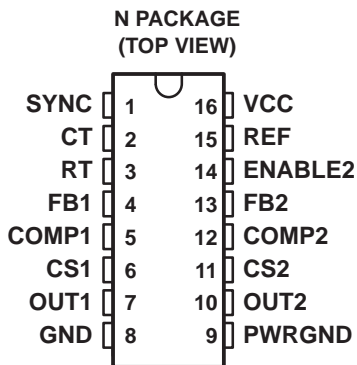 N PACKAGE
(TOP VIEW)
SYNC 1 16 VCC
CT 2 15 REF
RT 3 14 ENABLE2
FB1 4 13 FB2
COMP1 5 12 COMP2
CS1 6 11 CS2
OUT1 7 10 OUT2
GND 8 9 PWRGND